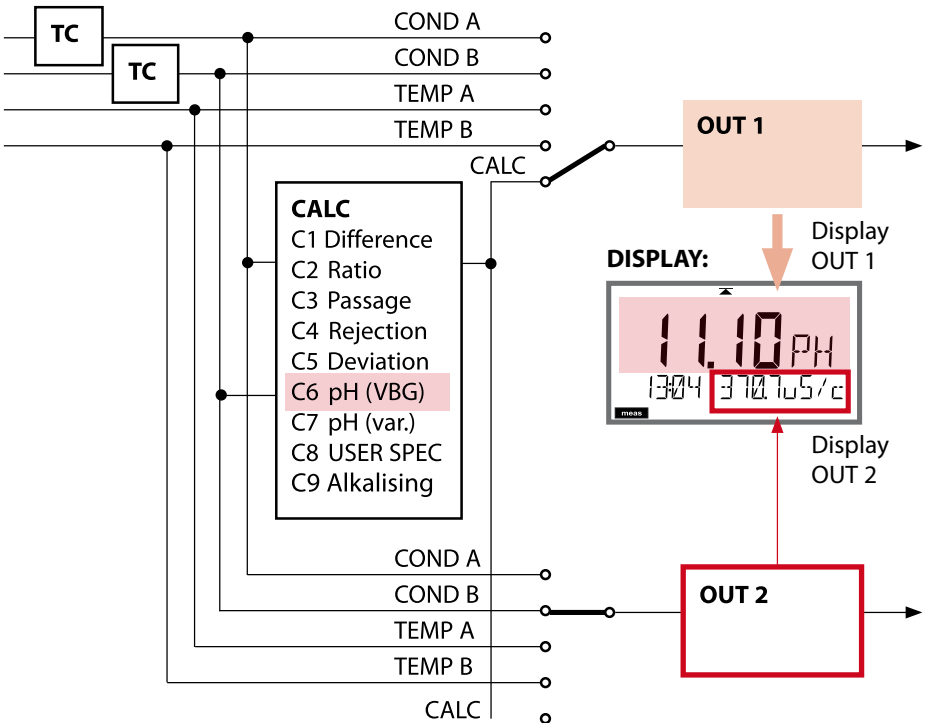 COND A
TC
COND B
TC
TEMP A
TEMP B
CALC
OUT 1
CALC
C1 Difference
C2 Ratio
C3 Passage
C4 Rejection
C5 Deviation
C6 pH (VBG)
C7 pH (var.)
C8 USER SPEC
C9 Alkalising
Display
OUT 1
DISPLAY:
11.10 PH
13:04 370.7uS/c
meas
Display
OUT 2
COND A
COND B
TEMP A
TEMP B
CALC
OUT 2